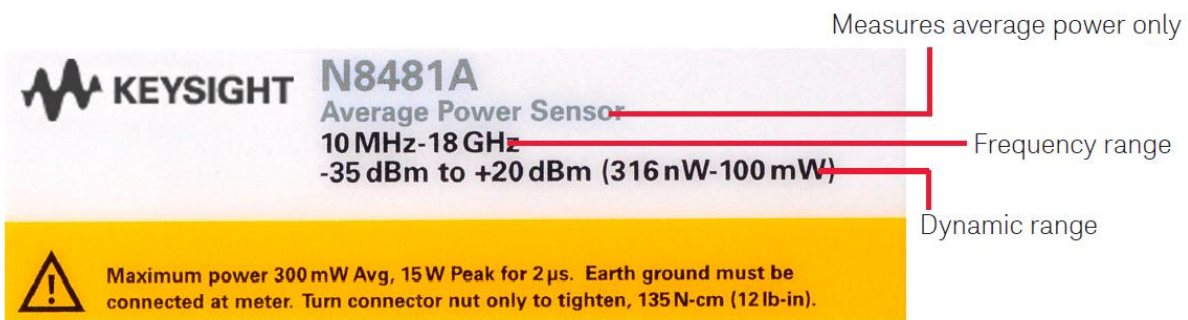 Measures average power only
KEYSIGHT
N8481A
Average Power Sensor
10 MHz-18 GHz
-35 dBm to +20 dBm (316 nW-100 mW)
Frequency range
Dynamic range
Maximum power 300 mW Avg, 15 W Peak for 2 µs. Earth ground must be
connected at meter. Turn connector nut only to tighten, 135 N-cm (12 lb-in).